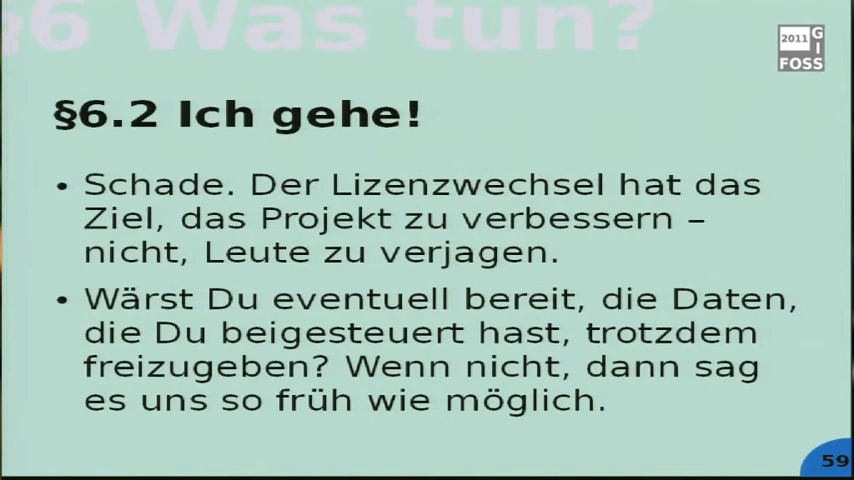 §6 Was tun?
2011 G
I
FOSS
§6.2 Ich gehe!
• Schade. Der Lizenzwechsel hat das
Ziel, das Projekt zu verbessern –
nicht, Leute zu verjagen.
• Wärst Du eventuell bereit, die Daten,
die Du beigesteuert hast, trotzdem
freizugeben? Wenn nicht, dann sag
es uns so früh wie möglich.
59